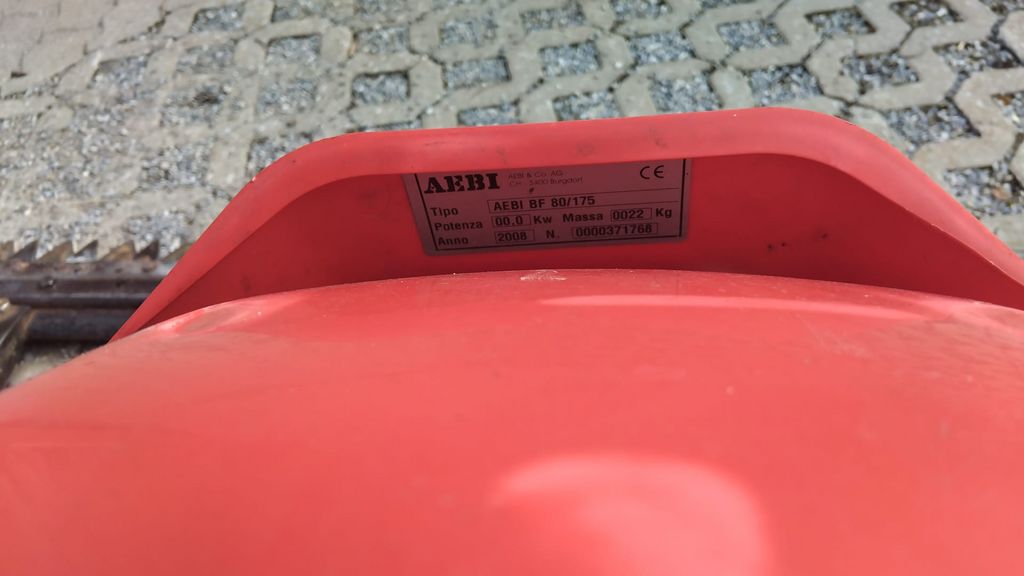 AEBI AEBI & Co. AG CE
CH - 3400 Burgdorf
Tipo AEBI BF 80/175
Potenza 00.0 Kw Massa 0022 Kg
Anno 2008 N. 0000371768